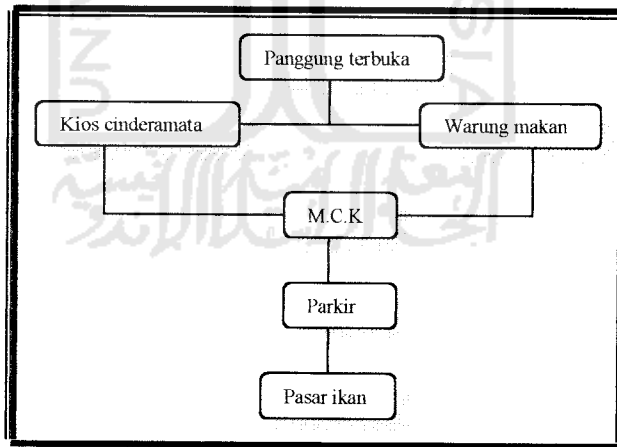 Panggung terbuka
Kios cinderamata
Warung makan
M.C.K
Parkir
Pasar ikan